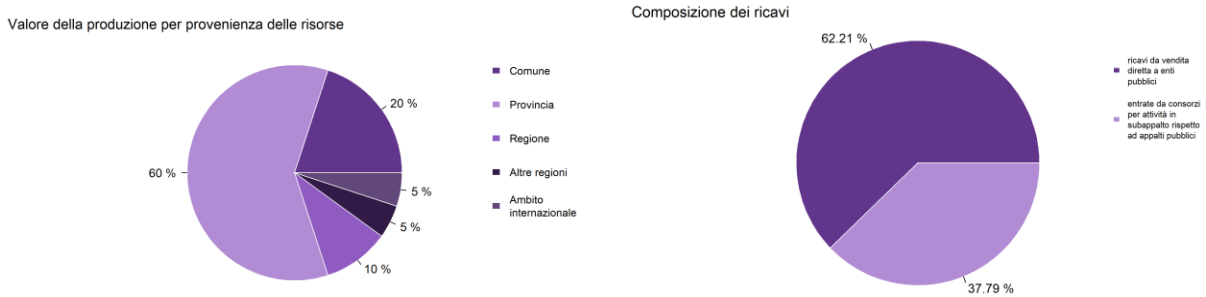 Valore della produzione per provenienza delle risorse
20 %
60 %
5 %
5 %
10 %
Comune
Provincia
Regione
Altre regioni
Ambito
internazionale
Composizione dei ricavi
62.21 %
37.79 %
ricavi da vendita
diretta a enti
pubblici
entrate da consorzi
per attività in
subappalto rispetto
ad appalti pubblici